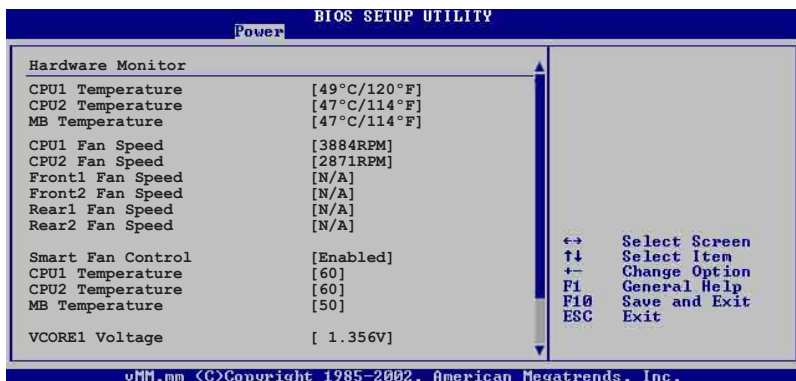 BIOS SETUP UTILITY
Power
Hardware Monitor
CPU1 Temperature [49°C/120°F]
CPU2 Temperature [47°C/114°F]
MB Temperature [47°C/114°F]
CPU1 Fan Speed [3884RPM]
CPU2 Fan Speed [2871RPM]
Front1 Fan Speed [N/A]
Front2 Fan Speed [N/A]
Rear1 Fan Speed [N/A]
Rear2 Fan Speed [N/A]
Smart Fan Control [Enabled]
CPU1 Temperature [60]
CPU2 Temperature [60]
MB Temperature [50]
VCORE1 Voltage [ 1.356V]
↔ Select Screen
↑↓ Select Item
+- Change Option
F1 General Help
F10 Save and Exit
ESC Exit
vMM.mm (C)Copyright 1985-2002, American Megatrends, Inc.